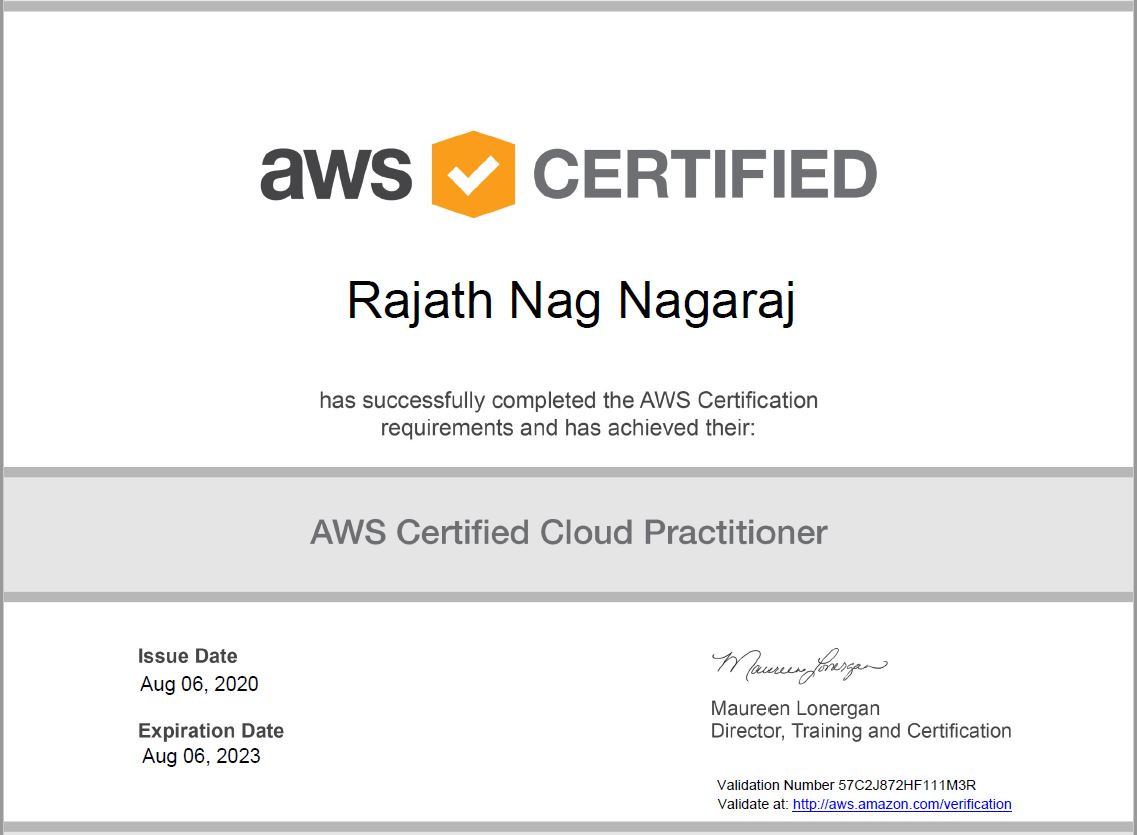 aws CERTIFIED
Rajath Nag Nagaraj
has successfully completed the AWS Certification
requirements and has achieved their:
AWS Certified Cloud Practitioner
Issue Date
Aug 06, 2020
Expiration Date
Aug 06, 2023
Maureen Lonergan
Maureen Lonergan
Director, Training and Certification
Validation Number 57C2J872HF111M3R
Validate at: http://aws.amazon.com/verification